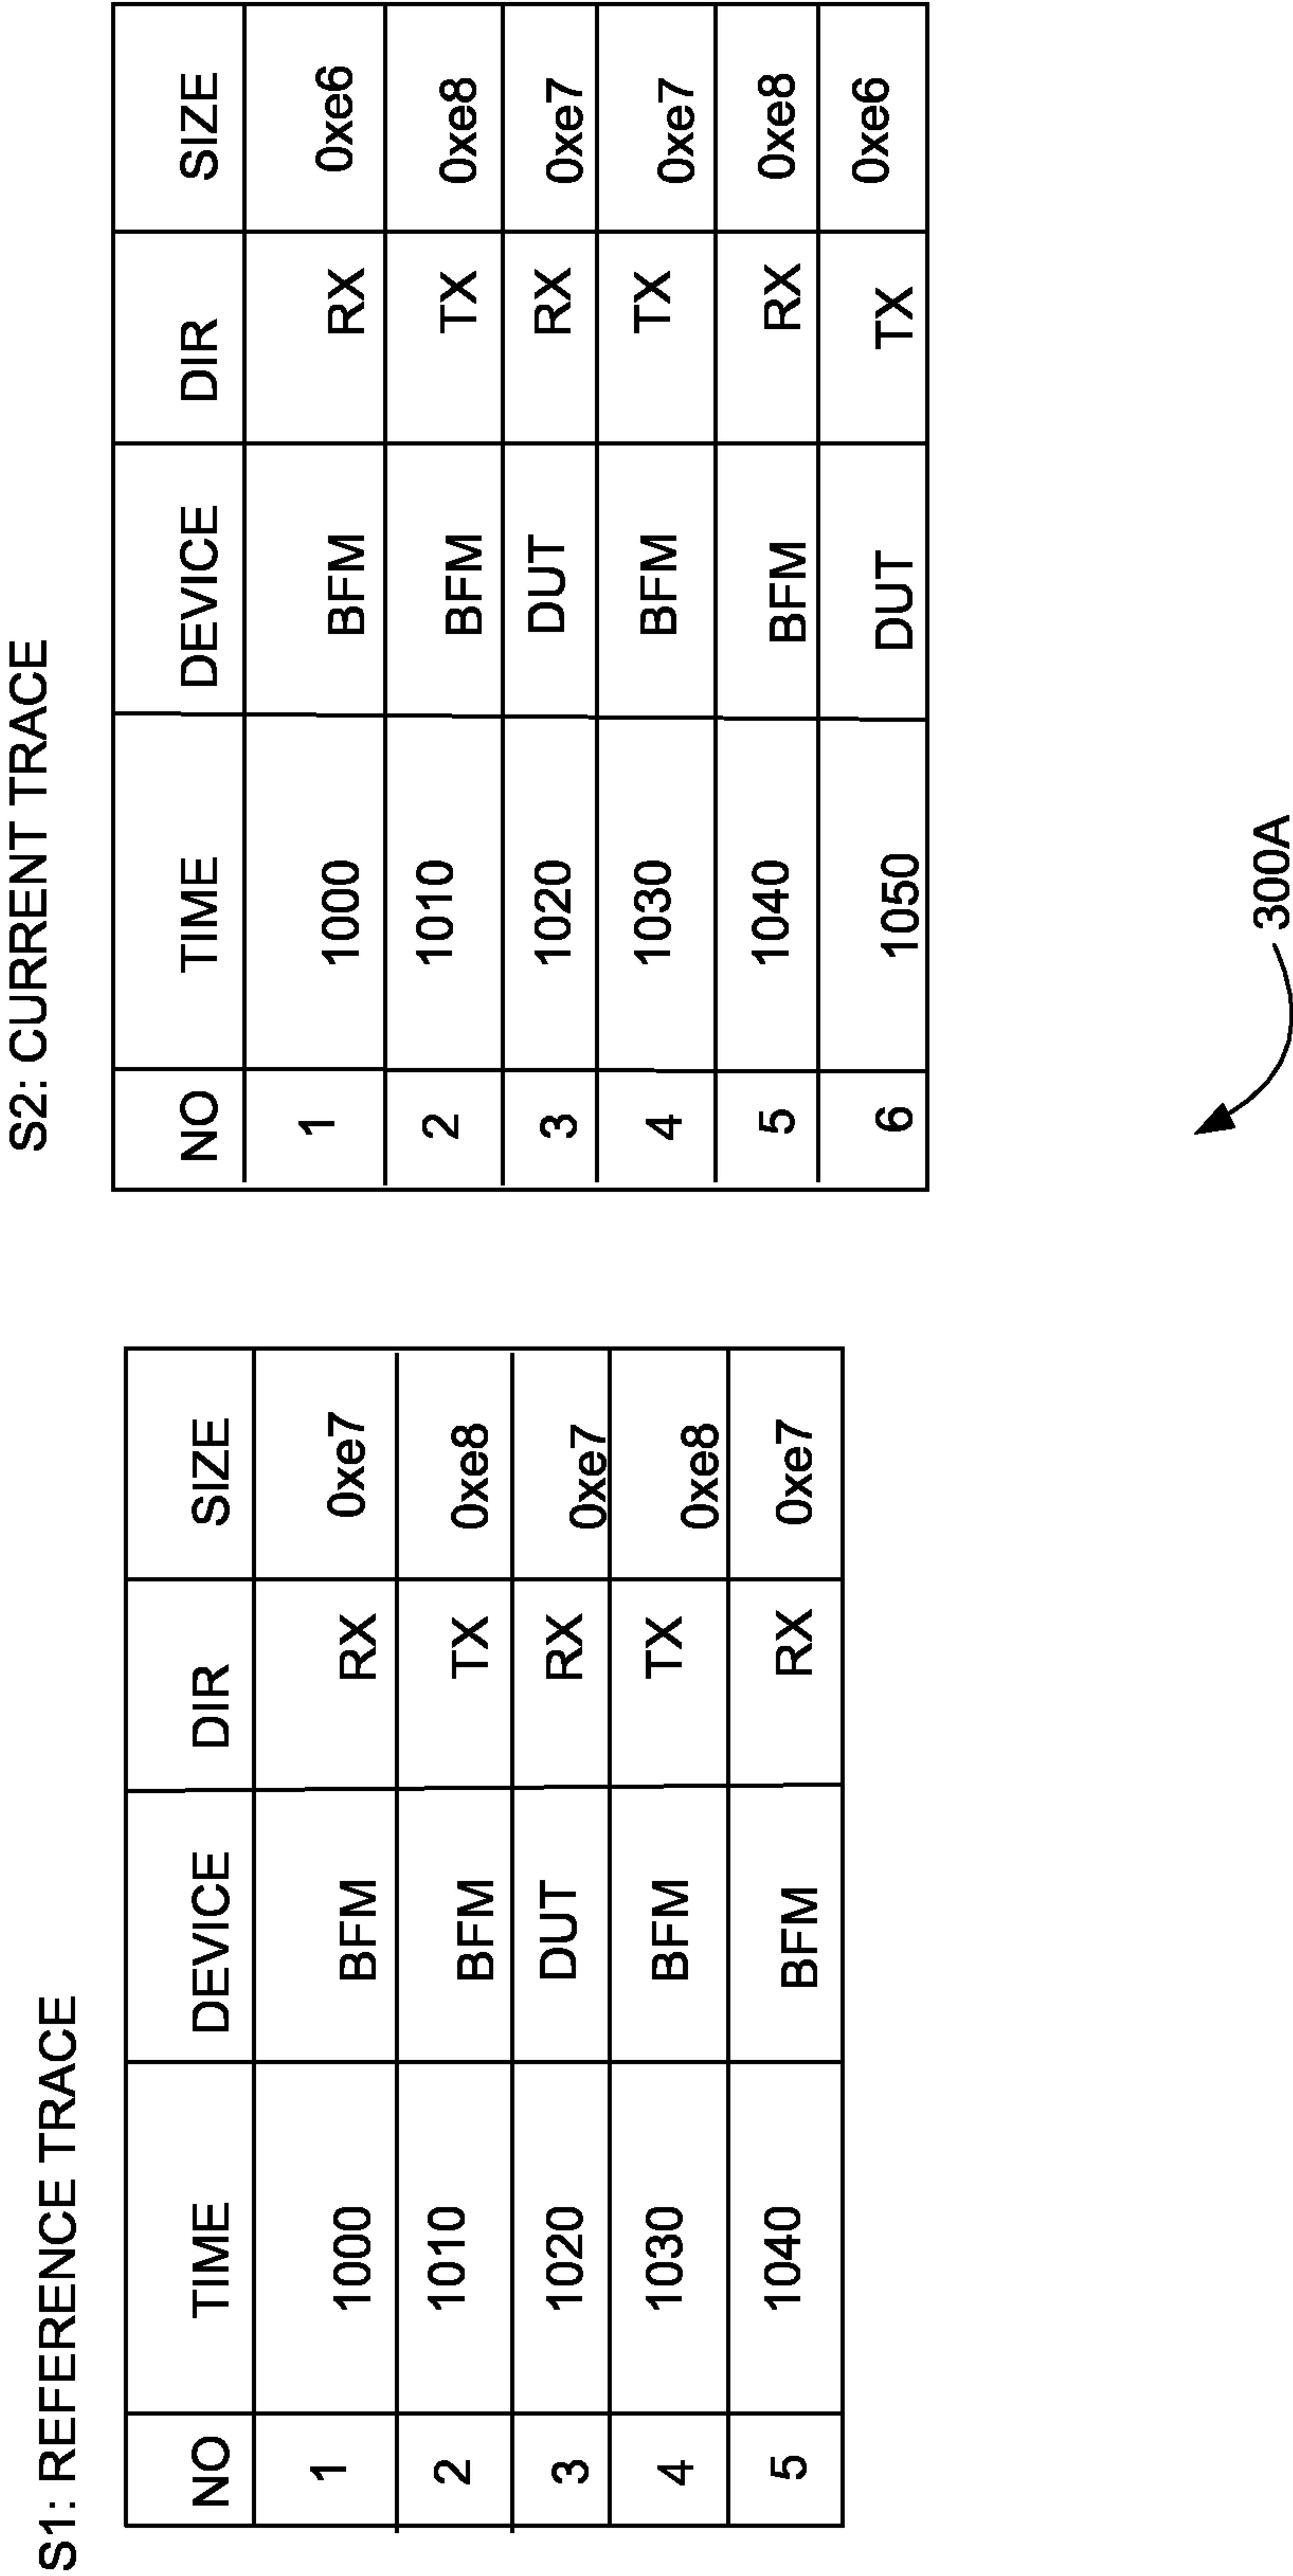 S1: REFERENCE TRACE
NO TIME DEVICE DIR SIZE
1 1000 BFM RX 0xe7
2 1010 BFM TX 0xe8
3 1020 DUT RX 0xe7
4 1030 BFM TX 0xe8
5 1040 BFM RX 0xe7
S2: CURRENT TRACE
NO TIME DEVICE DIR SIZE
1 1000 BFM RX 0xe6
2 1010 BFM TX 0xe8
3 1020 DUT RX 0xe7
4 1030 BFM TX 0xe7
5 1040 BFM RX 0xe8
6 1050 DUT TX 0xe6
300A